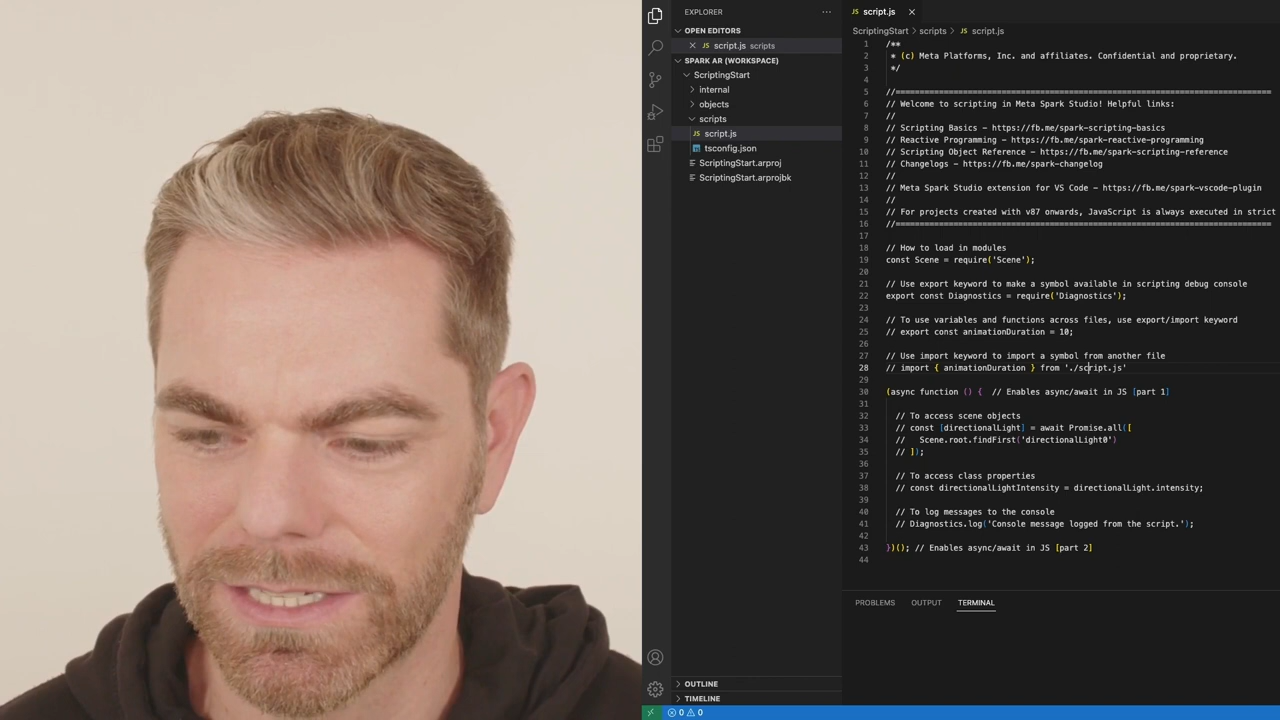 EXPLORER
OPEN EDITORS
JS script.js scripts
SPARK AR (WORKSPACE)
ScriptingStart
internal
objects
scripts
JS script.js
tsconfig.json
ScriptingStart.arproj
ScriptingStart.arprojbk
OUTLINE
TIMELINE
0 0
JS script.js
ScriptingStart > scripts > JS script.js
1 /**
2 * (c) Meta Platforms, Inc. and affiliates. Confidential and proprietary.
3 */
4
5 //==============================================================================
6 // Welcome to scripting in Meta Spark Studio! Helpful links:
7 //
8 // Scripting Basics - https://fb.me/spark-scripting-basics
9 // Reactive Programming - https://fb.me/spark-reactive-programming
10 // Scripting Object Reference - https://fb.me/spark-scripting-reference
11 // Changelogs - https://fb.me/spark-changelog
12 //
13 // Meta Spark Studio extension for VS Code - https://fb.me/spark-vscode-plugin
14 //
15 // For projects created with v87 onwards, JavaScript is always executed in strict
16 //==============================================================================
17
18 // How to load in modules
19 const Scene = require('Scene');
20
21 // Use export keyword to make a symbol available in scripting debug console
22 export const Diagnostics = require('Diagnostics');
23
24 // To use variables and functions across files, use export/import keyword
25 // export const animationDuration = 10;
26
27 // Use import keyword to import a symbol from another file
28 // import { animationDuration } from './script.js'
29
30 (async function () { // Enables async/await in JS [part 1]
31
32 // To access scene objects
33 // const [directionalLight] = await Promise.all([
34 // Scene.root.findFirst('directionalLight0')
35 // ]);
36
37 // To access class properties
38 // const directionalLightIntensity = directionalLight.intensity;
39
40 // To log messages to the console
41 // Diagnostics.log('Console message logged from the script.');
42
43 })(); // Enables async/await in JS [part 2]
44
PROBLEMS OUTPUT TERMINAL